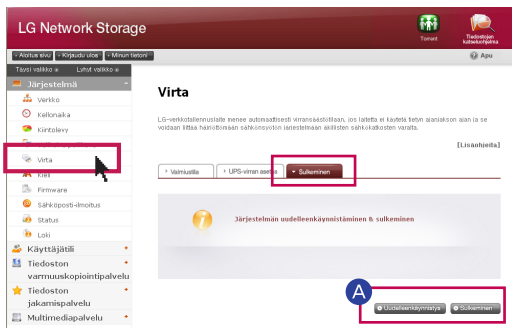 LG Network Storage
Torrent
Tiedostojen
katseluohjelma
Aloitus sivu
Kirjaudu ulos
Minun tietoni
Apu
Täysi valikko
Lyhyt valikko
Järjestelmä
Verkko
Kellonaika
Kiintolevy
Virta
Kieli
Firmware
Sähköposti-ilmoitus
Status
Loki
Käyttäjätili
Tiedoston
varmuuskopiointipalvelu
Tiedoston
jakamispalvelu
Multimediapalvelu
Virta
LG-verkkotallennuslaite menee automaattisesti virransäästötilaan, jos laitetta ei käytetä tietyn ajanjakson ajan ja se
voidaan liittää häiriöttömän sähkönsyötön järjestelmään äkillisten sähkökatkosten varalta.
[Lisäohjeita]
Valmiustila
UPS-virran asetus
Sulkeminen
Järjestelmän uudelleenkäynnistäminen & sulkeminen
A
Uudelleenkäynnistys
Sulkeminen